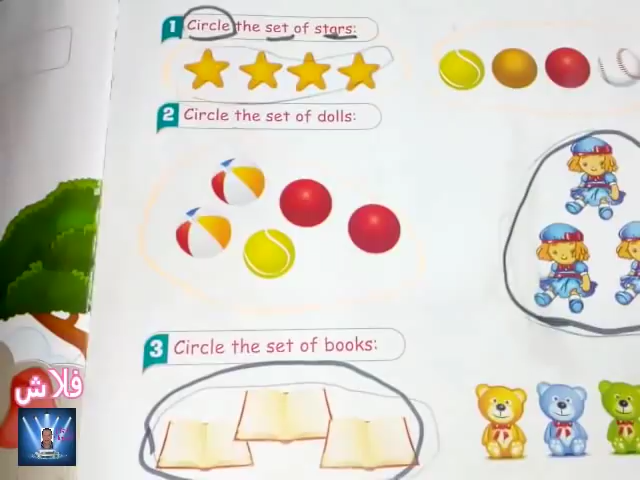 1 Circle the set of stars:
2 Circle the set of dolls:
3 Circle the set of books:
فلاش